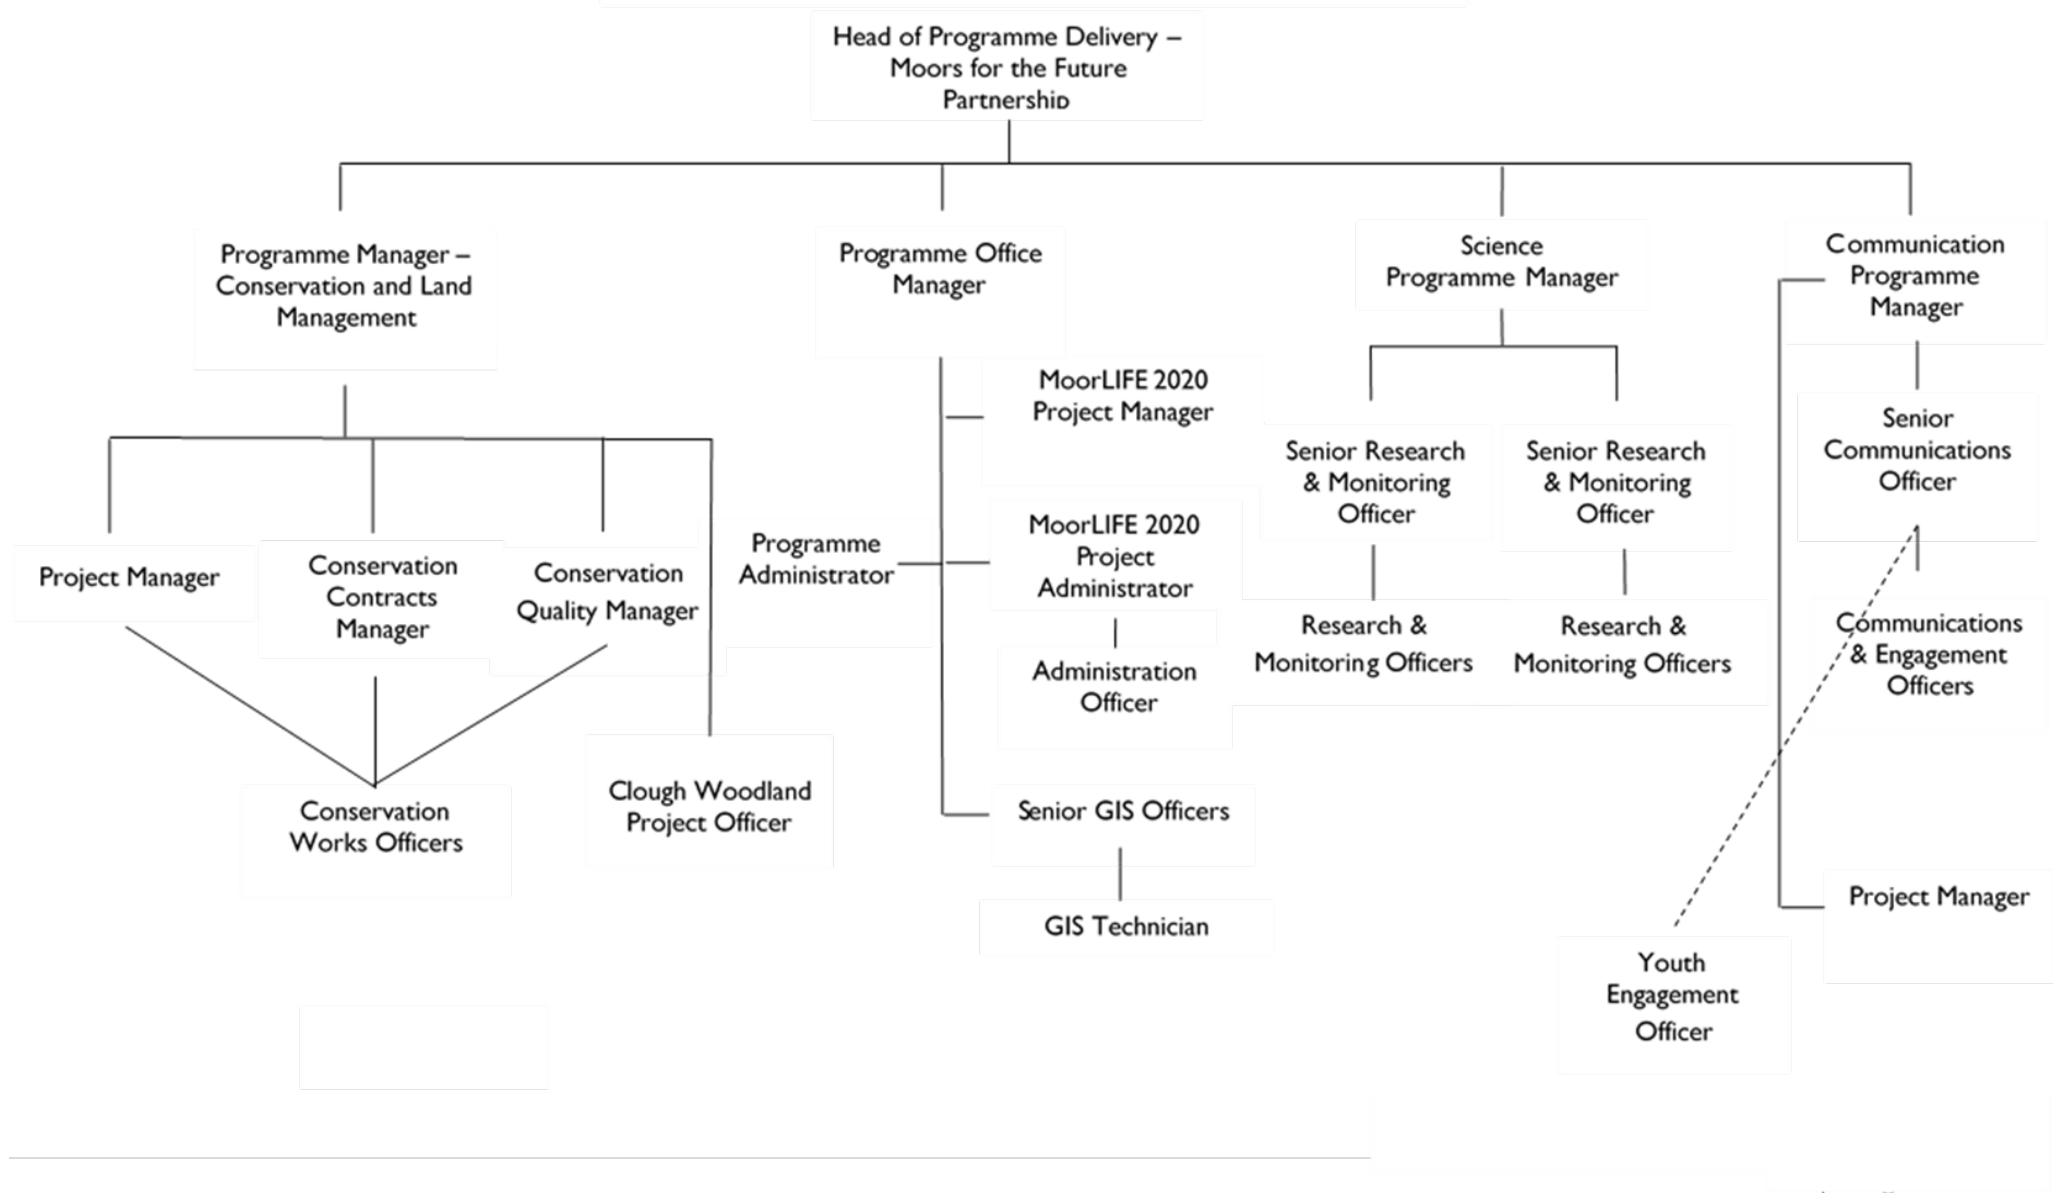 Head of Programme Delivery –
Moors for the Future
Partnership
Programme Manager –
Conservation and Land
Management
Programme Office
Manager
Science
Programme Manager
Communication
Programme
Manager
MoorLIFE 2020
Project Manager
Senior Research
& Monitoring
Officer
Senior Research
& Monitoring
Officer
Senior
Communications
Officer
Project Manager
Conservation
Contracts
Manager
Conservation
Quality Manager
Programme
Administrator
MoorLIFE 2020
Project
Administrator
Administration
Officer
Research &
Monitoring Officers
Research &
Monitoring Officers
Communications
& Engagement
Officers
Conservation
Works Officers
Clough Woodland
Project Officer
Senior GIS Officers
GIS Technician
Project Manager
Youth
Engagement
Officer